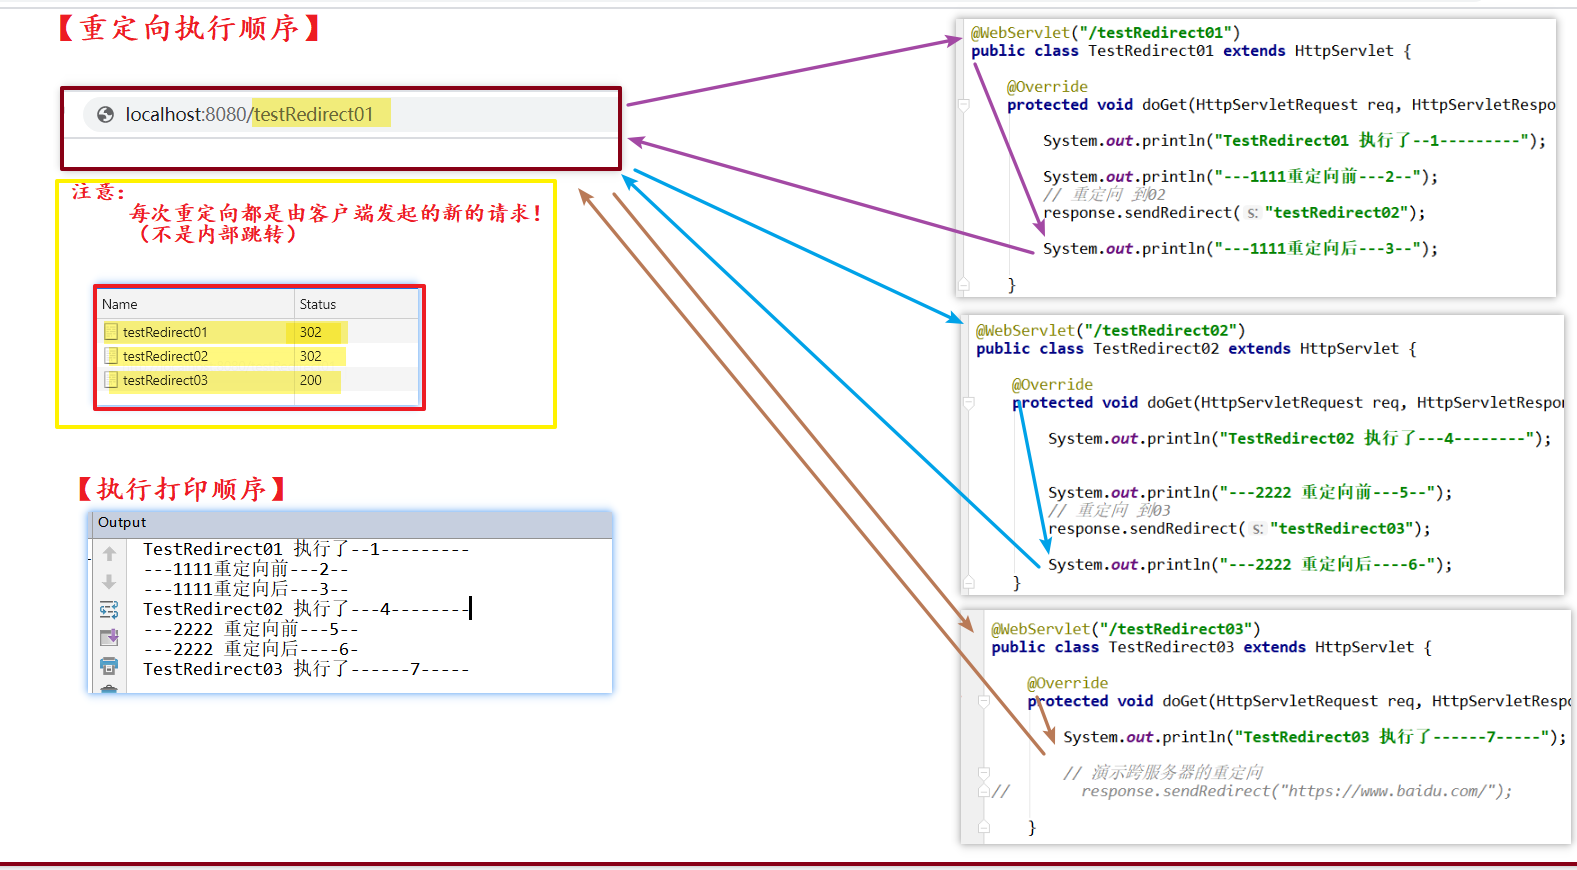 【重定向执行顺序】
localhost:8080/testRedirect01
注意：
每次重定向都是由客户端发起的新的请求！
（不是内部跳转）
Name Status
testRedirect01 302
testRedirect02 302
testRedirect03 200
【执行打印顺序】
Output
TestRedirect01 执行了--1---------
---1111重定向前---2--
---1111重定向后---3--
TestRedirect02 执行了---4--------
---2222 重定向前---5--
---2222 重定向后----6-
TestRedirect03 执行了------7-----
@WebServlet("/testRedirect01")
public class TestRedirect01 extends HttpServlet {
@Override
protected void doGet(HttpServletRequest req, HttpServletRespo
System.out.println("TestRedirect01 执行了--1---------");
System.out.println("---1111重定向前---2--");
// 重定向 到02
response.sendRedirect( s: "testRedirect02");
System.out.println("---1111重定向后---3--");
}
@WebServlet("/testRedirect02")
public class TestRedirect02 extends HttpServlet {
@Override
protected void doGet(HttpServletRequest req, HttpServletRespon
System.out.println("TestRedirect02 执行了---4--------");
System.out.println("---2222 重定向前---5--");
// 重定向 到03
response.sendRedirect( s: "testRedirect03");
System.out.println("---2222 重定向后----6-");
}
@WebServlet("/testRedirect03")
public class TestRedirect03 extends HttpServlet {
@Override
protected void doGet(HttpServletRequest req, HttpServletRespo
System.out.println("TestRedirect03 执行了------7-----");
// 演示跨服务器的重定向
// response.sendRedirect("https://www.baidu.com/");
}